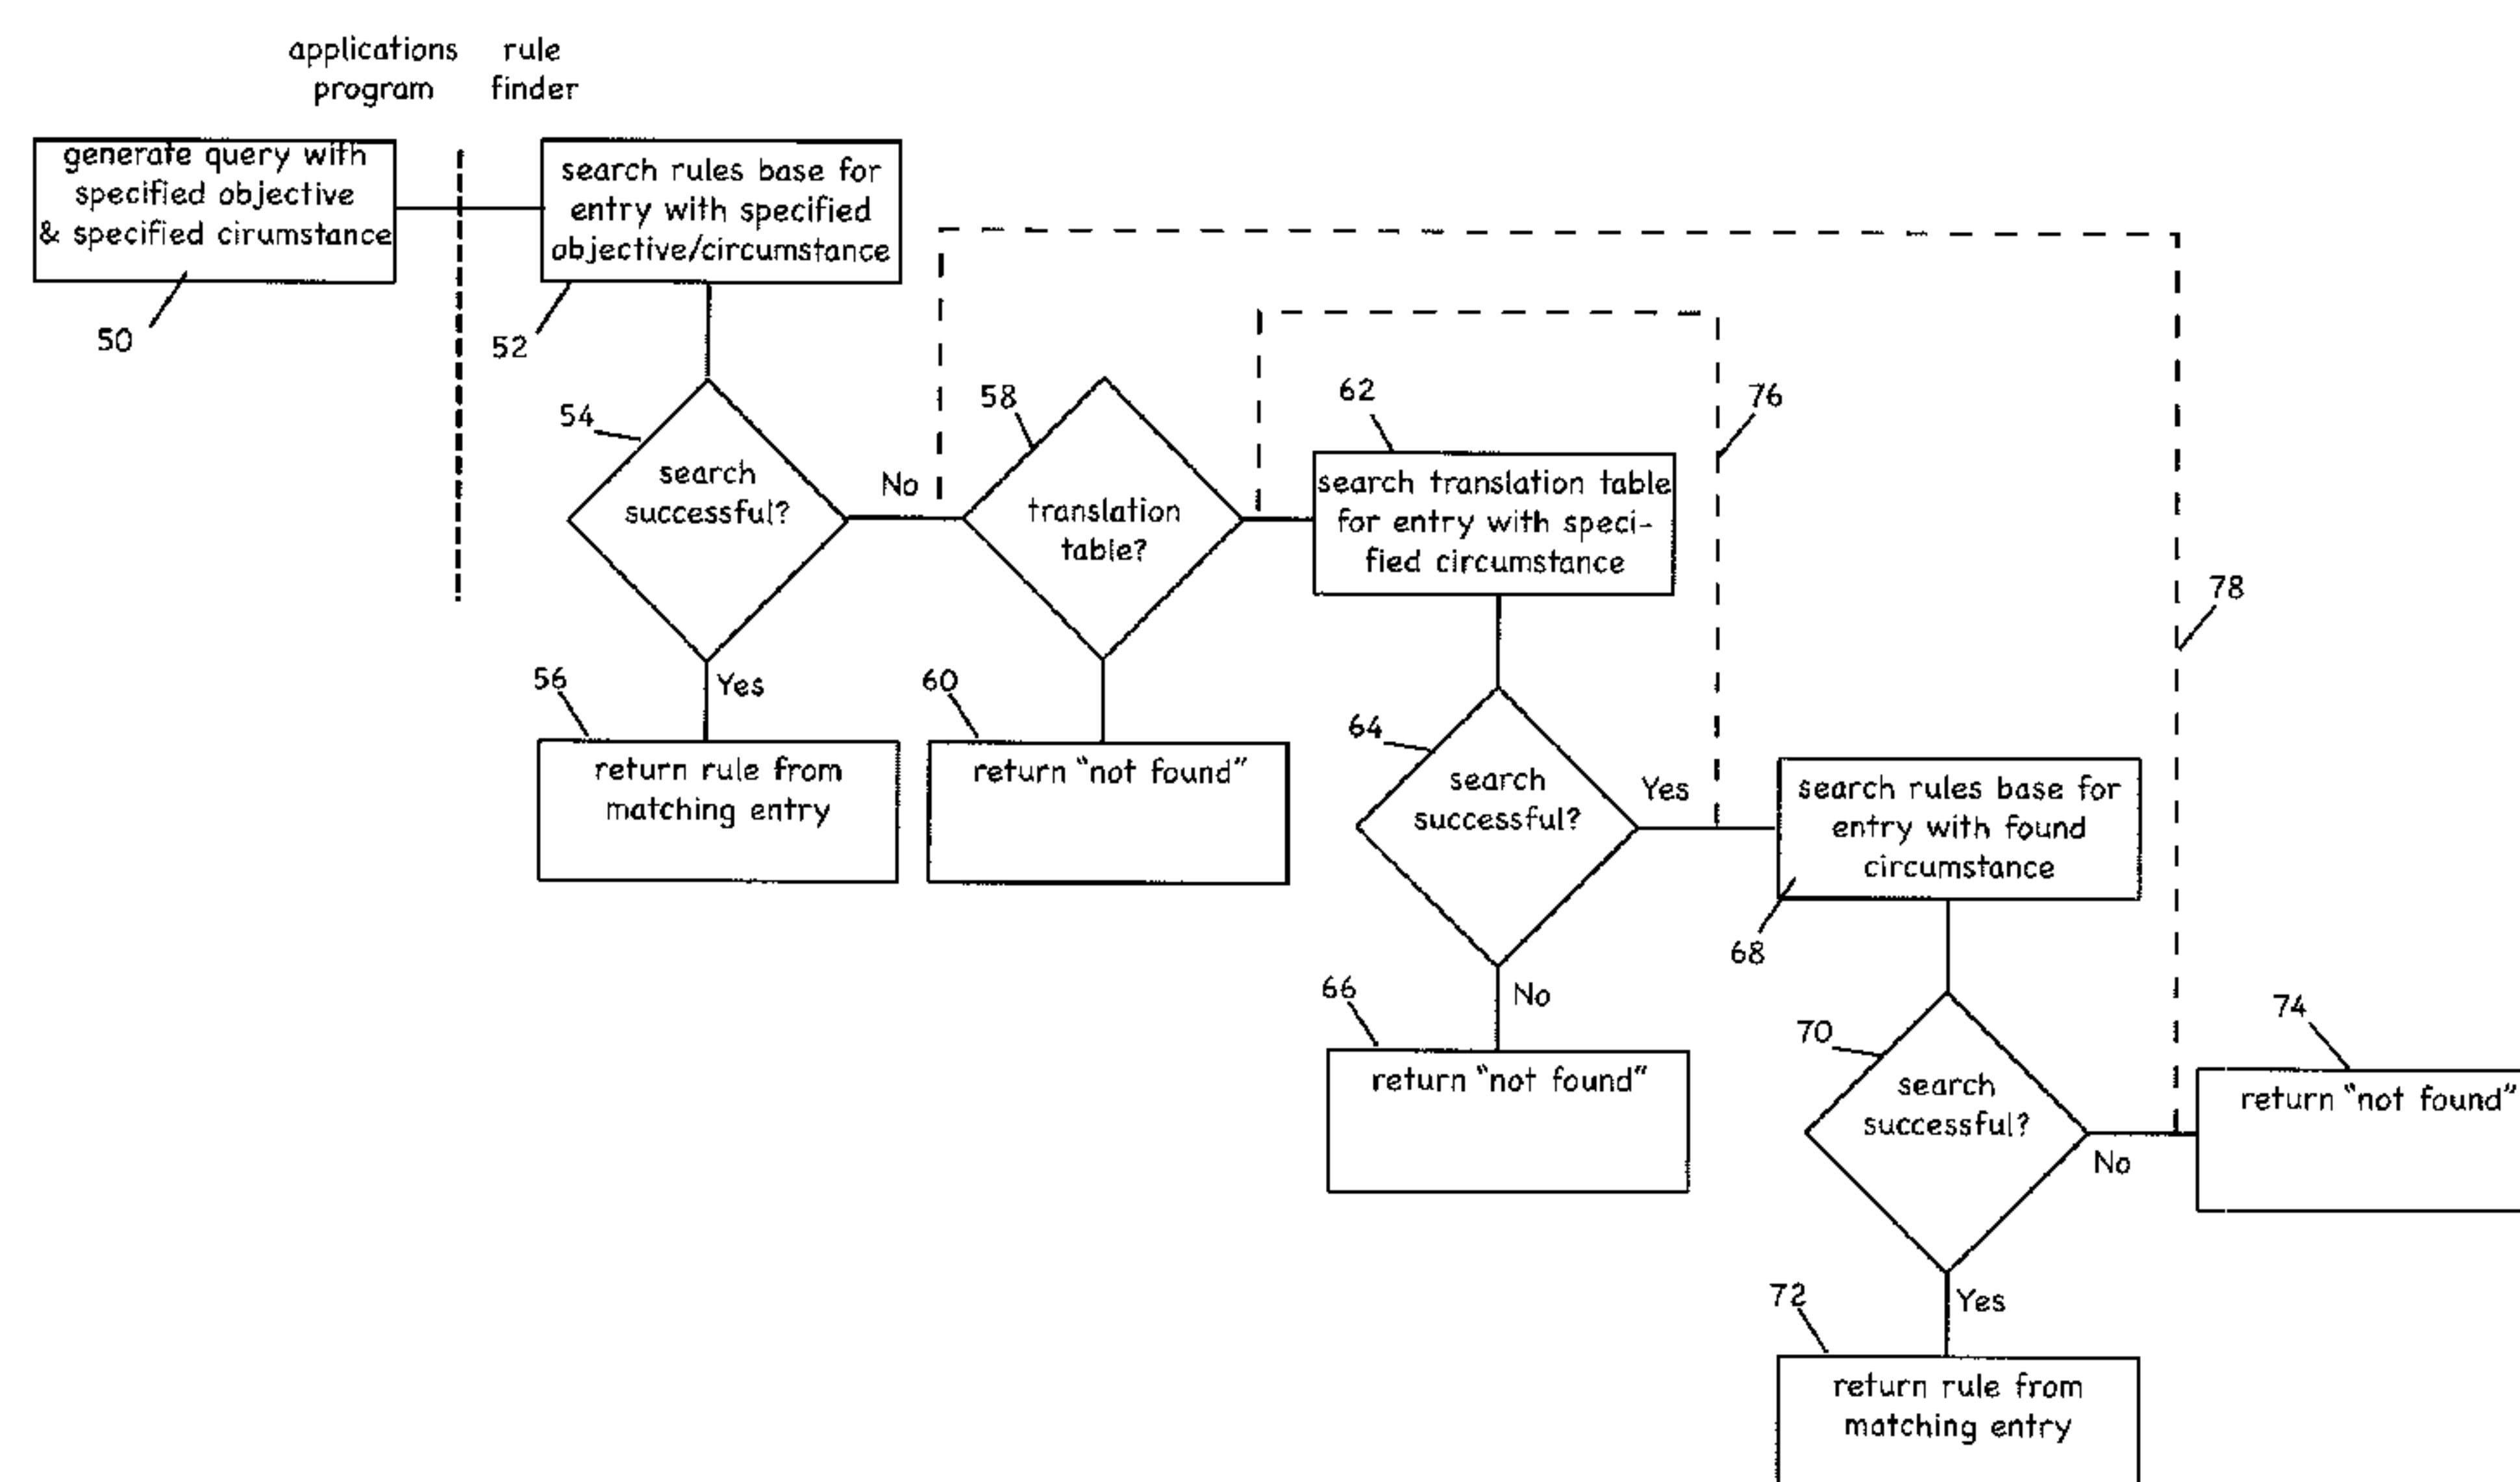 applications
program
rule
finder
generate query with
specified objective
& specified cirumstance
50
search rules base for
entry with specified
objective/circumstance
52
54
search
successful?
No
Yes
56
return rule from
matching entry
58
translation
table?
60
return "not found"
62
search translation table
for entry with speci-
fied circumstance
76
78
64
search
successful?
Yes
No
66
return "not found"
search rules base for
entry with found
circumstance
68
70
search
successful?
No
74
return "not found"
Yes
72
return rule from
matching entry